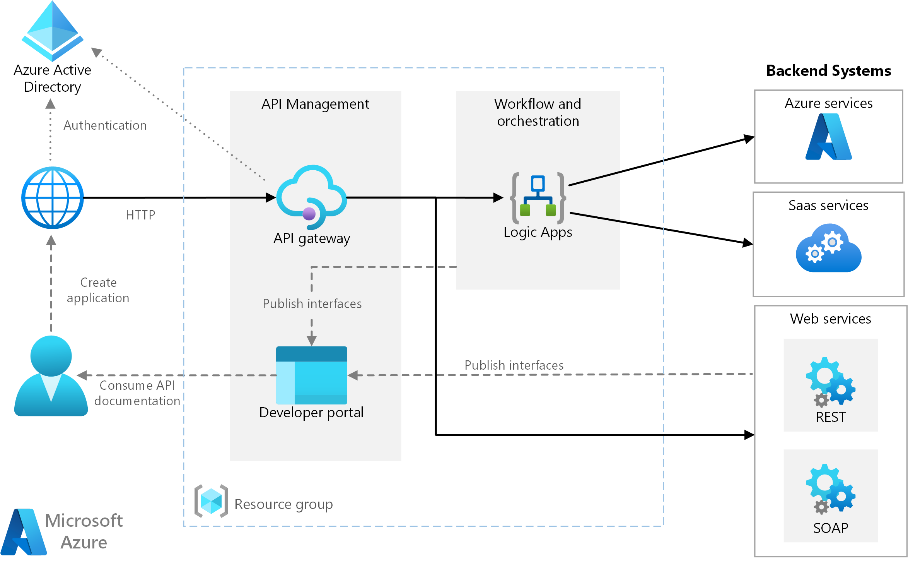 Azure Active
Directory
Authentication
HTTP
Create
application
Consume API
documentation
API Management
API gateway
Publish interfaces
Developer portal
Workflow and
orchestration
Logic Apps
Publish interfaces
Resource group
Backend Systems
Azure services
Saas services
Web services
REST
SOAP
Microsoft
Azure